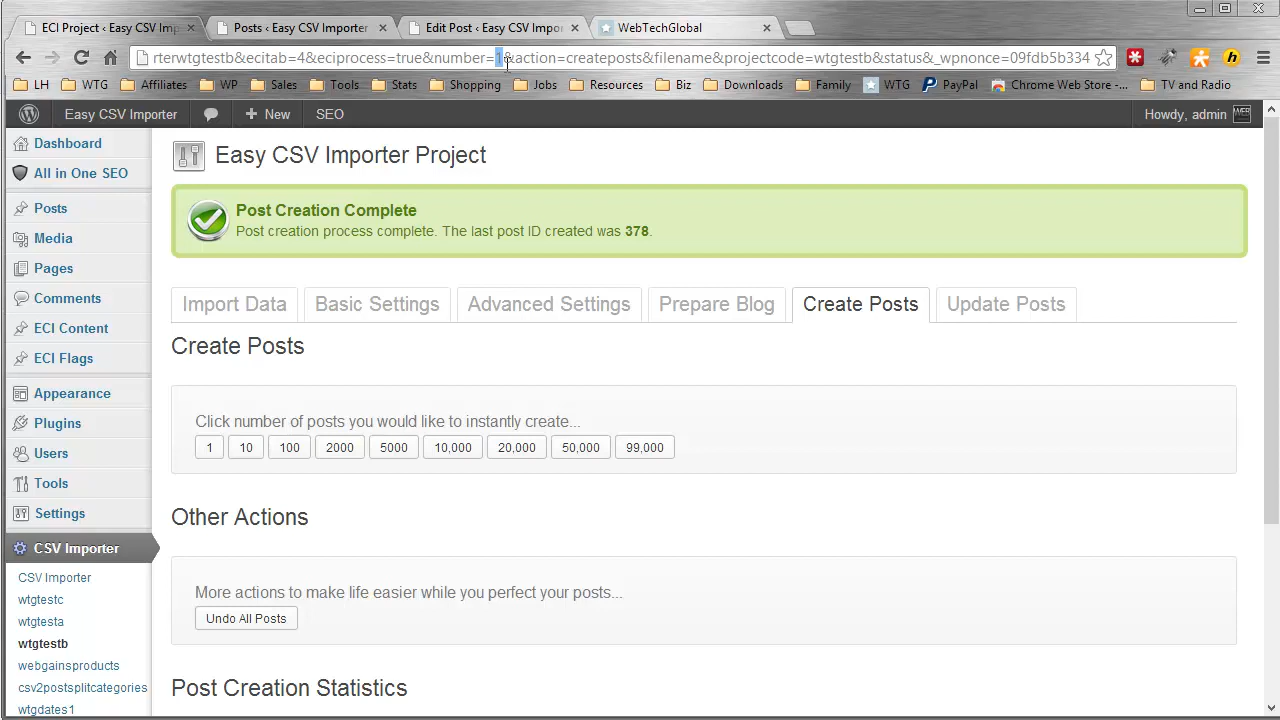 ECI Project - Easy CSV Imp
Posts ‹ Easy CSV Importer
Edit Post ‹ Easy CSV Impor
WebTechGlobal
rterwtgtestb&ecitab=4&eciprocess=true&number=1&action=createposts&filename&projectcode=wtgtestb&status&_wpnonce=09fdb5b334
LH
WTG
Affiliates
WP
Sales
Tools
Stats
Shopping
Jobs
Resources
Biz
Downloads
Family
WTG
PayPal
Chrome Web Store -...
TV and Radio
Easy CSV Importer
New
SEO
Howdy, admin
Dashboard
All in One SEO
Posts
Media
Pages
Comments
ECI Content
ECI Flags
Appearance
Plugins
Users
Tools
Settings
CSV Importer
CSV Importer
wtgtestc
wtgtesta
wtgtestb
webgainsproducts
csv2postsplitcategories
wtgdates1
Easy CSV Importer Project
Post Creation Complete
Post creation process complete. The last post ID created was 378.
Import Data
Basic Settings
Advanced Settings
Prepare Blog
Create Posts
Update Posts
Create Posts
Click number of posts you would like to instantly create...
1
10
100
2000
5000
10,000
20,000
50,000
99,000
Other Actions
More actions to make life easier while you perfect your posts...
Undo All Posts
Post Creation Statistics